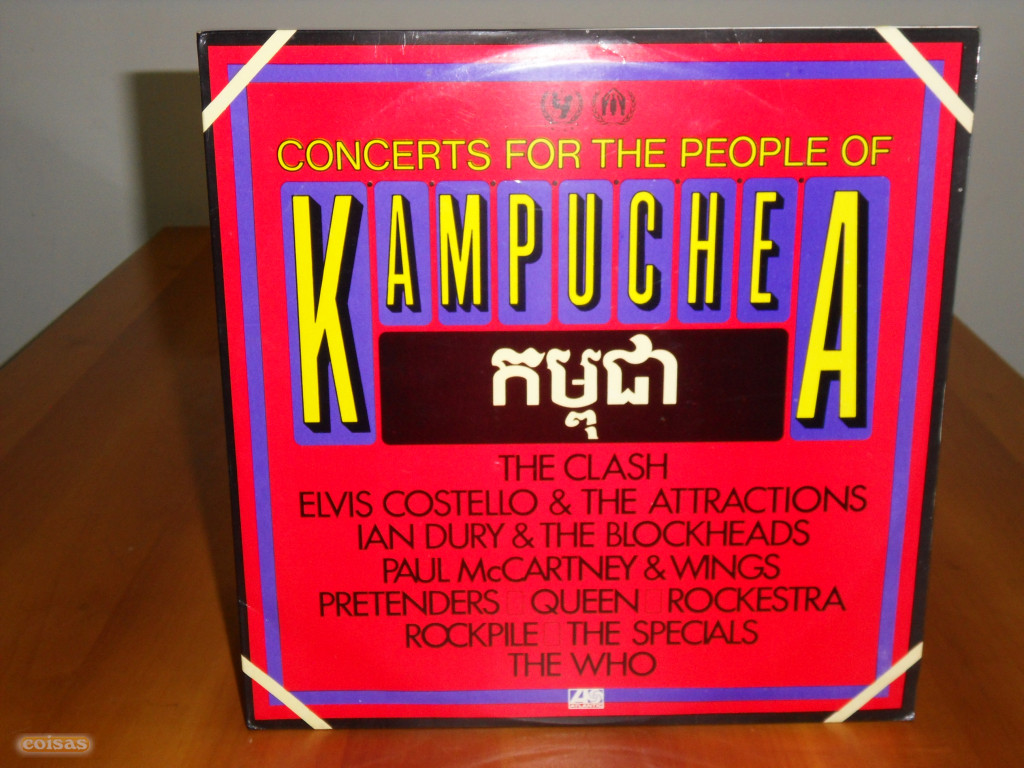 CONCERTS FOR THE PEOPLE OF
KAMPUCHEA
កម្ពុជា
THE CLASH
ELVIS COSTELLO & THE ATTRACTIONS
IAN DURY & THE BLOCKHEADS
PAUL McCARTNEY & WINGS
PRETENDERS QUEEN ROCKESTRA
ROCKPILE THE SPECIALS
THE WHO
ATLANTIC
coisas